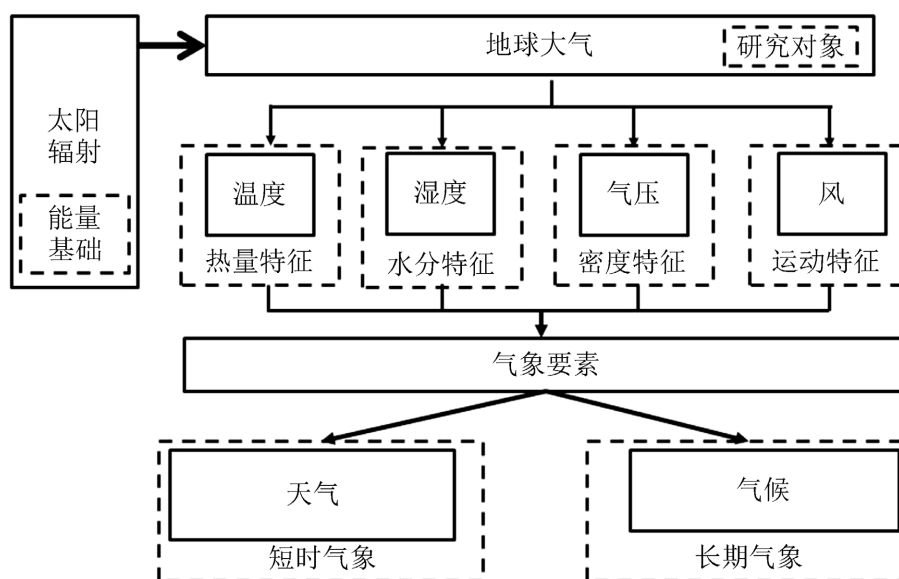 地球大气
研究对象
太阳
辐射
能量
基础
温度
湿度
气压
风
热量特征
水分特征
密度特征
运动特征
气象要素
天气
气候
短时气象
长期气象